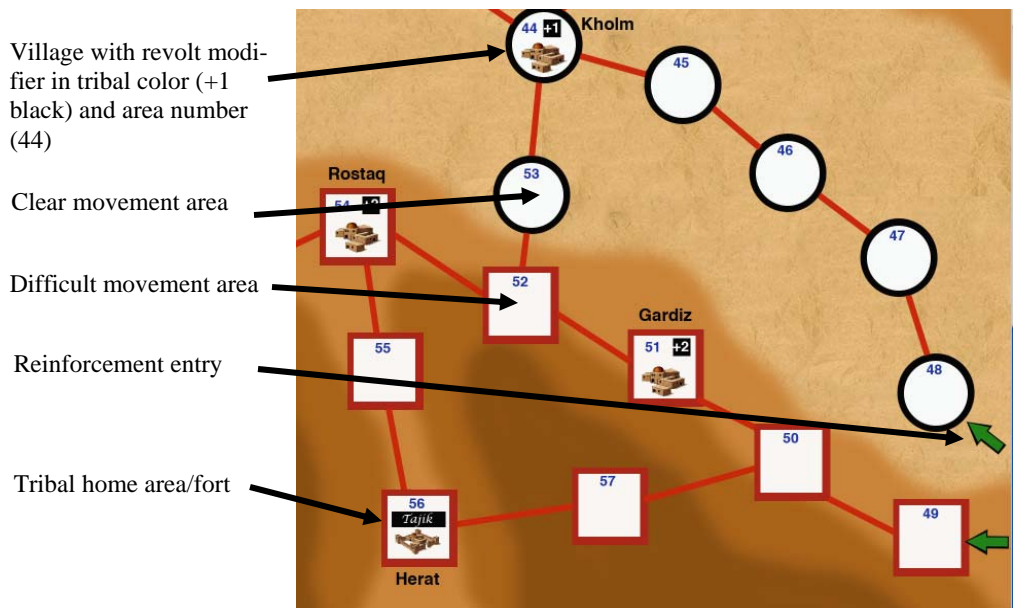 Village with revolt modi-
fier in tribal color (+1
black) and area number
(44)
Clear movement area
Difficult movement area
Reinforcement entry
Tribal home area/fort
44 +1 Kholm
45
46
53
Rostaq
54
47
52
Gardiz
51 +2
55
48
50
57
56
Tajik
49
Herat